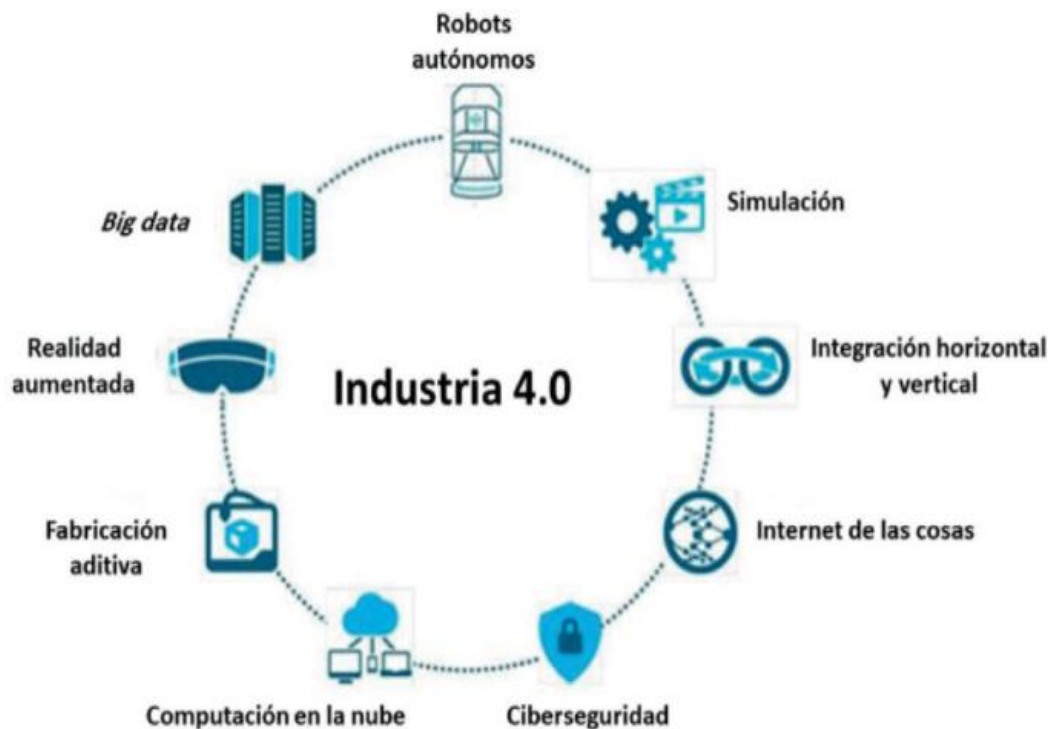 Robots
autónomos
Big data
Simulación
Realidad
aumentada
Industria 4.0
Integración horizontal
y vertical
Fabricación
aditiva
Internet de las cosas
Computación en la nube
Ciberseguridad